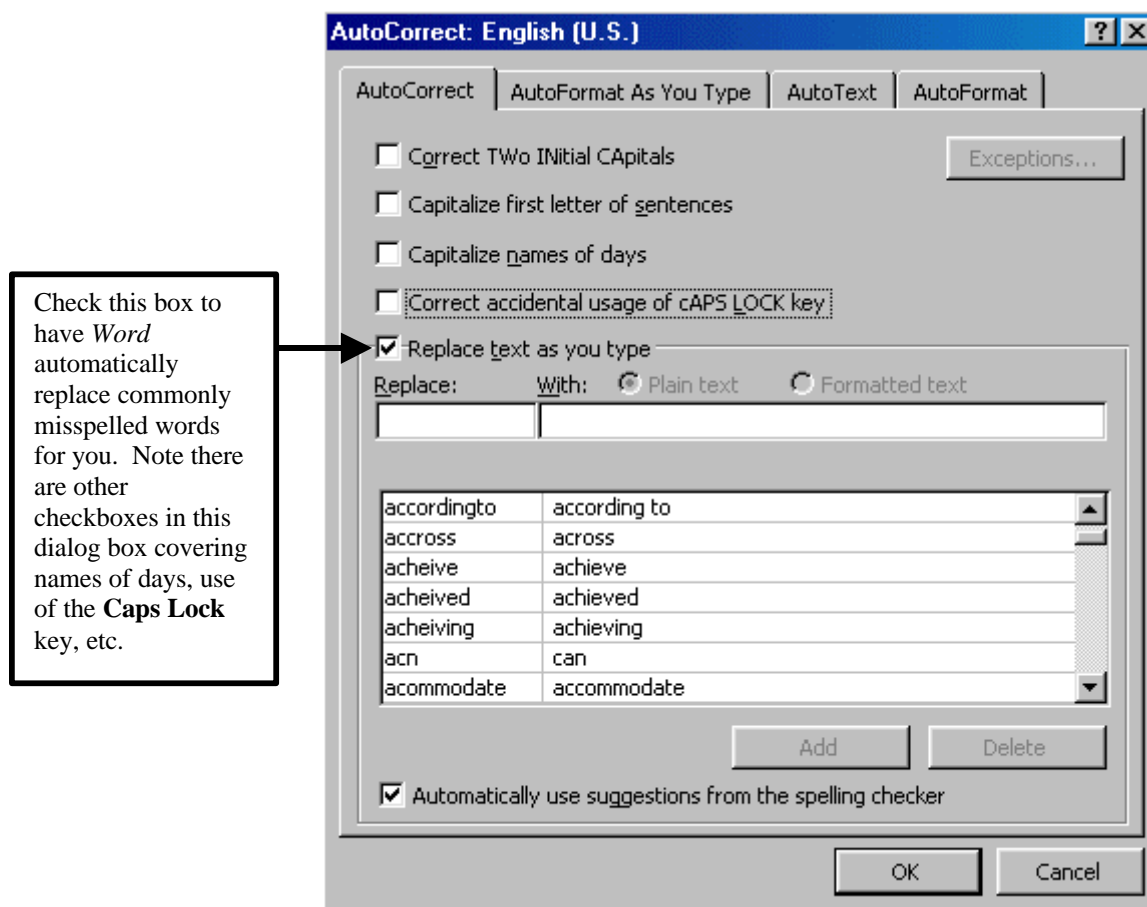 AutoCorrect: English (U.S.)
AutoCorrect AutoFormat As You Type AutoText AutoFormat
Correct TWo INitial CApitals
Exceptions...
Capitalize first letter of sentences
Capitalize names of days
Correct accidental usage of cAPS LOCK key
Check this box to
have Word
automatically
replace commonly
misspelled words
for you.  Note there
are other
checkboxes in this
dialog box covering
names of days, use
of the Caps Lock
key, etc.
Replace text as you type
Replace: With: Plain text Formatted text
accordingto according to
accross across
acheive achieve
acheived achieved
acheiving achieving
acn can
acommodate accommodate
Add Delete
Automatically use suggestions from the spelling checker
OK Cancel